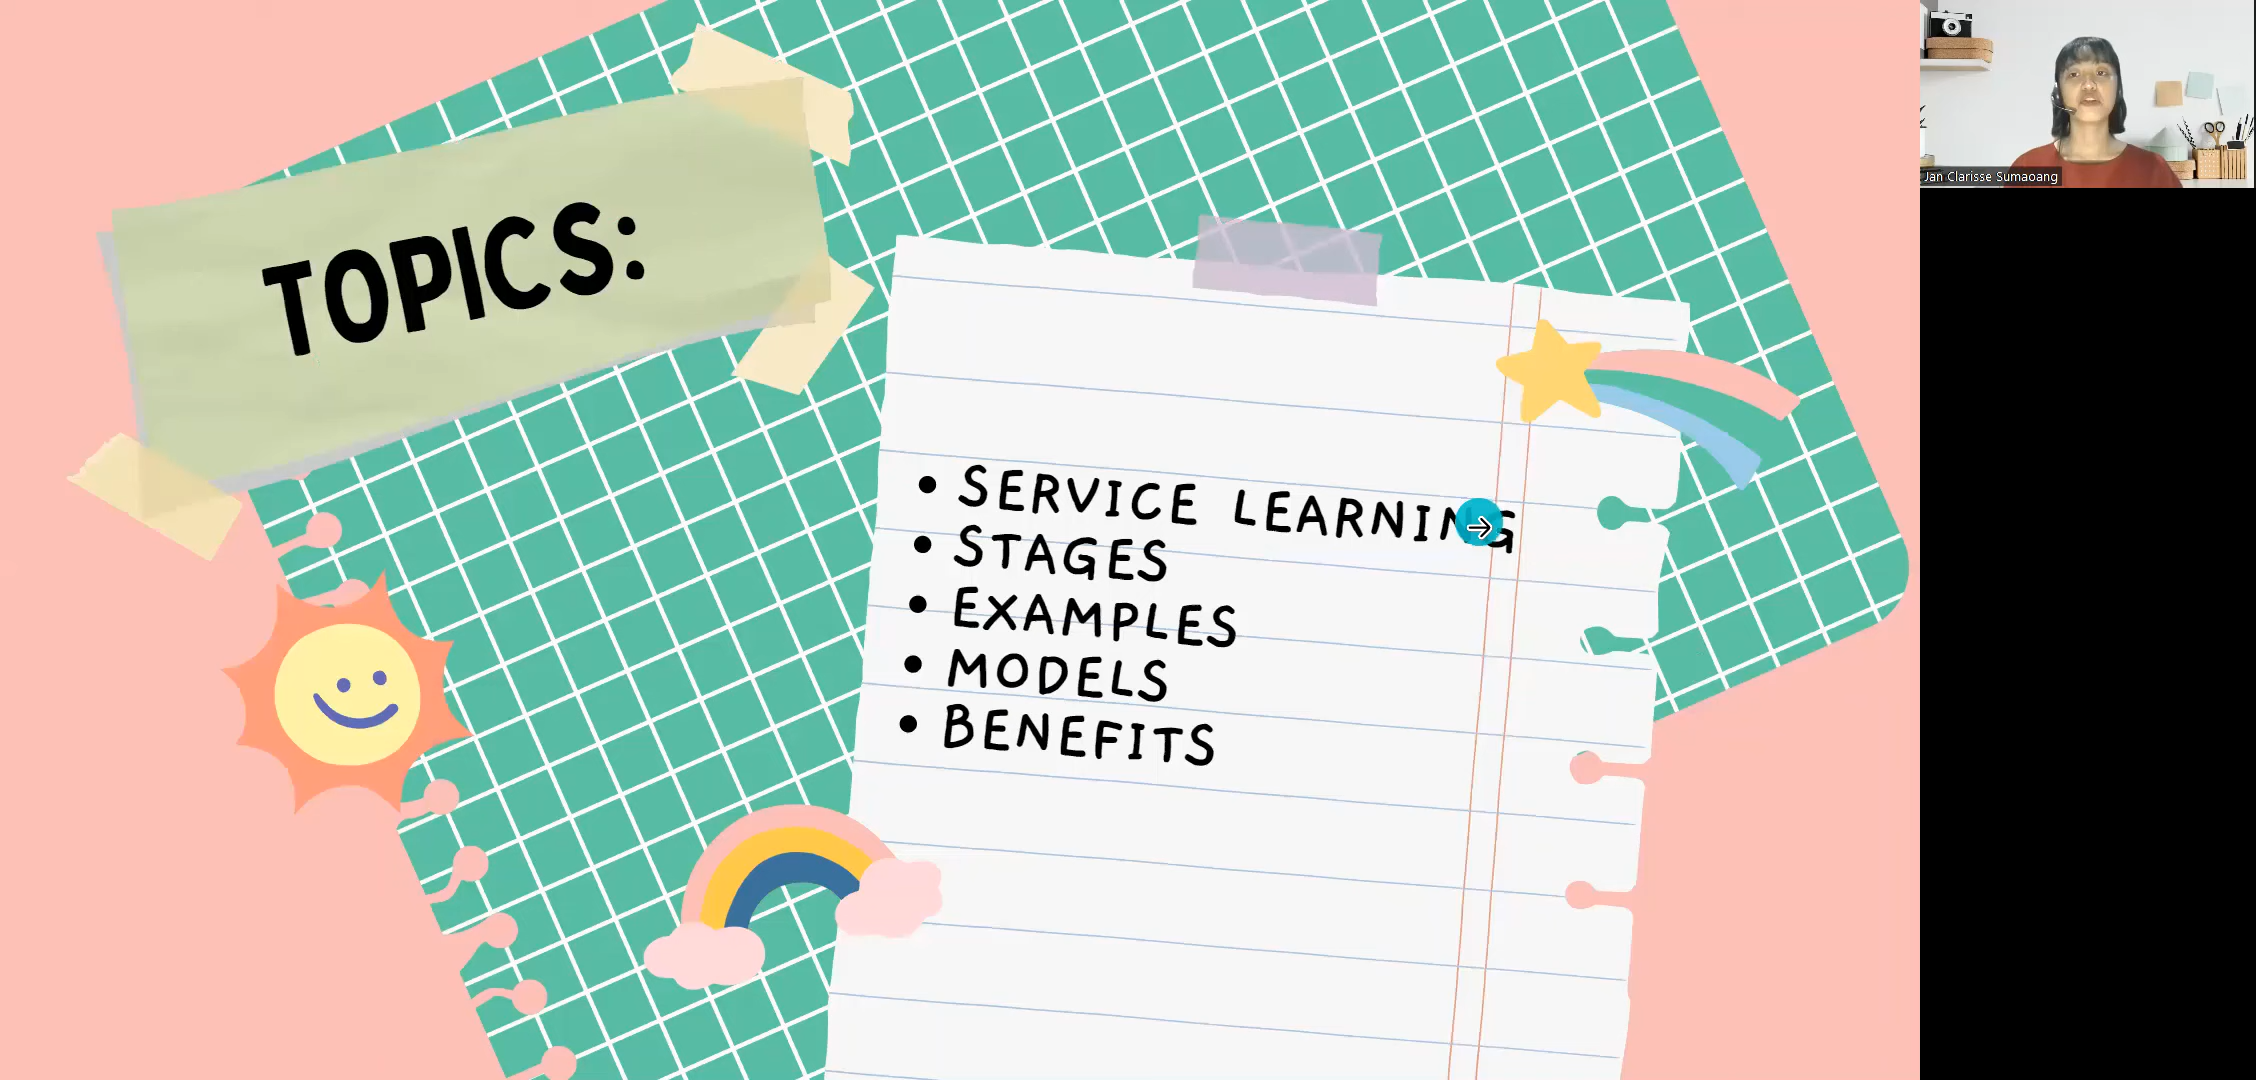 TOPICS:
• SERVICE LEARNING
• STAGES
• EXAMPLES
• MODELS
• BENEFITS
Jan Clarisse Sumaoang